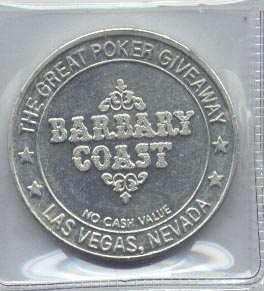 THE GREAT POKER GIVEAWAY
BARBARY
COAST
NO CASH VALUE
LAS VEGAS, NEVADA